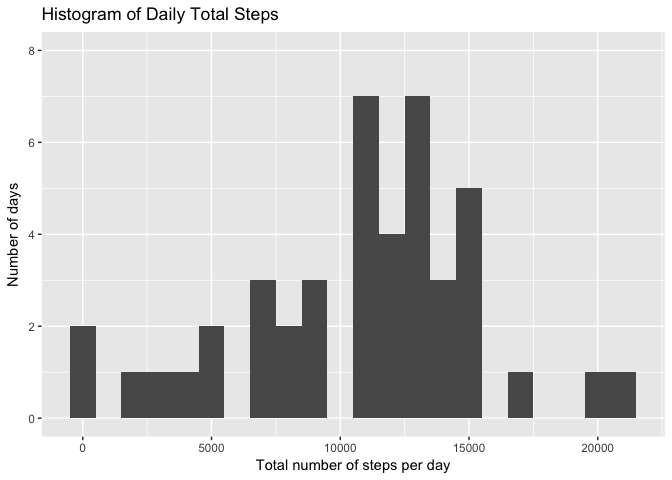 Histogram of Daily Total Steps
8
6
4
2
0
Number of days
0 5000 10000 15000 20000
Total number of steps per day